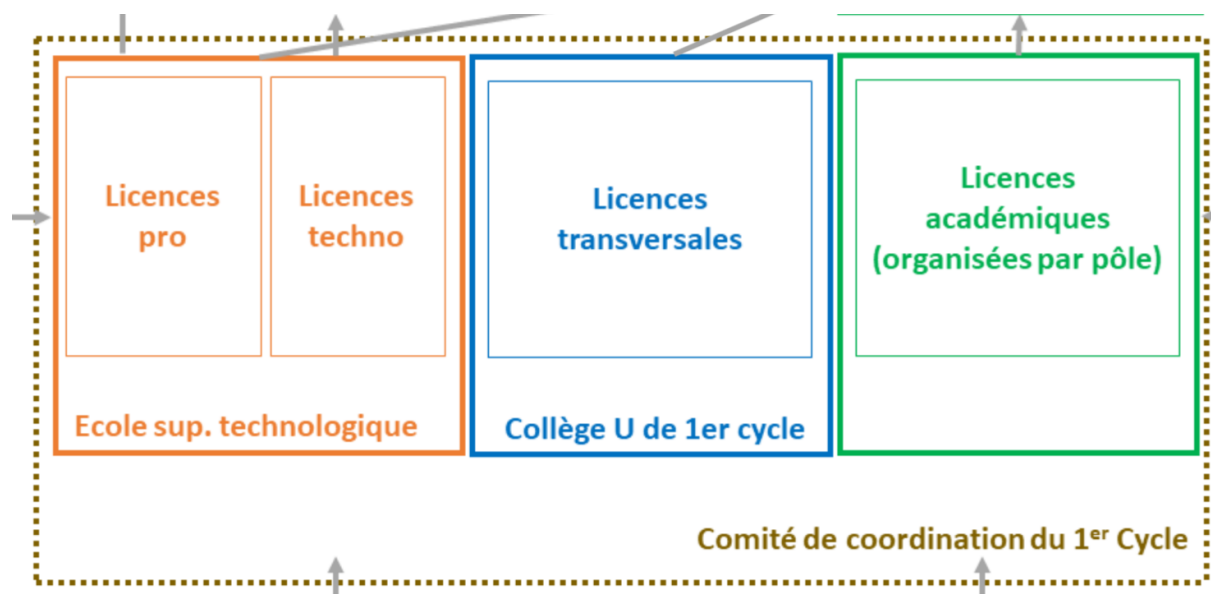 Licences
pro
Licences
techno
Ecole sup. technologique
Licences
transversales
Collège U de 1er cycle
Licences
académiques
(organisées par pôle)
Comité de coordination du 1er Cycle